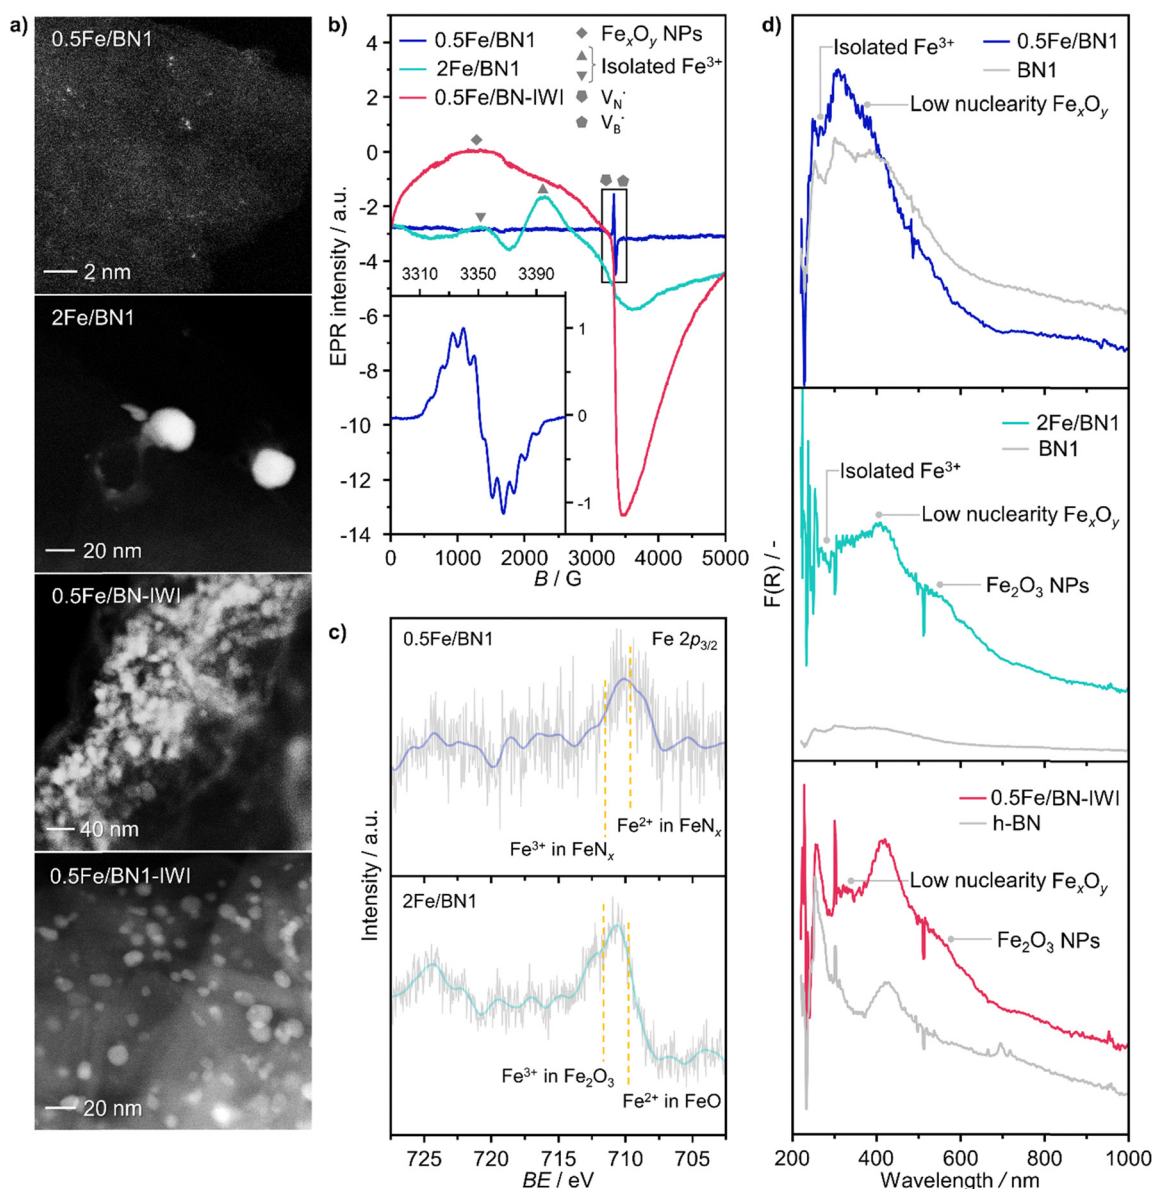 a)
0.5Fe/BN1
2 nm
2Fe/BN1
20 nm
0.5Fe/BN-IWI
40 nm
0.5Fe/BN1-IWI
20 nm
b)
0.5Fe/BN1
2Fe/BN1
0.5Fe/BN-IWI
FeₓOᵧ NPs
Isolated Fe³⁺
V_N˙
V_B˙
4
2
0
-2
-4
-6
-8
-10
-12
-14
EPR intensity / a.u.
3310 3350 3390
1
0
-1
0 1000 2000 3000 4000 5000
B / G
c)
0.5Fe/BN1
Fe 2p₃/₂
Fe²⁺ in FeNₓ
Fe³⁺ in FeNₓ
2Fe/BN1
Fe³⁺ in Fe₂O₃
Fe²⁺ in FeO
Intensity / a.u.
725 720 715 710 705
BE / eV
d)
Isolated Fe³⁺
0.5Fe/BN1
BN1
Low nuclearity FeₓOᵧ
2Fe/BN1
BN1
Isolated Fe³⁺
Low nuclearity FeₓOᵧ
Fe₂O₃ NPs
0.5Fe/BN-IWI
h-BN
Low nuclearity FeₓOᵧ
Fe₂O₃ NPs
F(R) / -
200 400 600 800 1000
Wavelength / nm